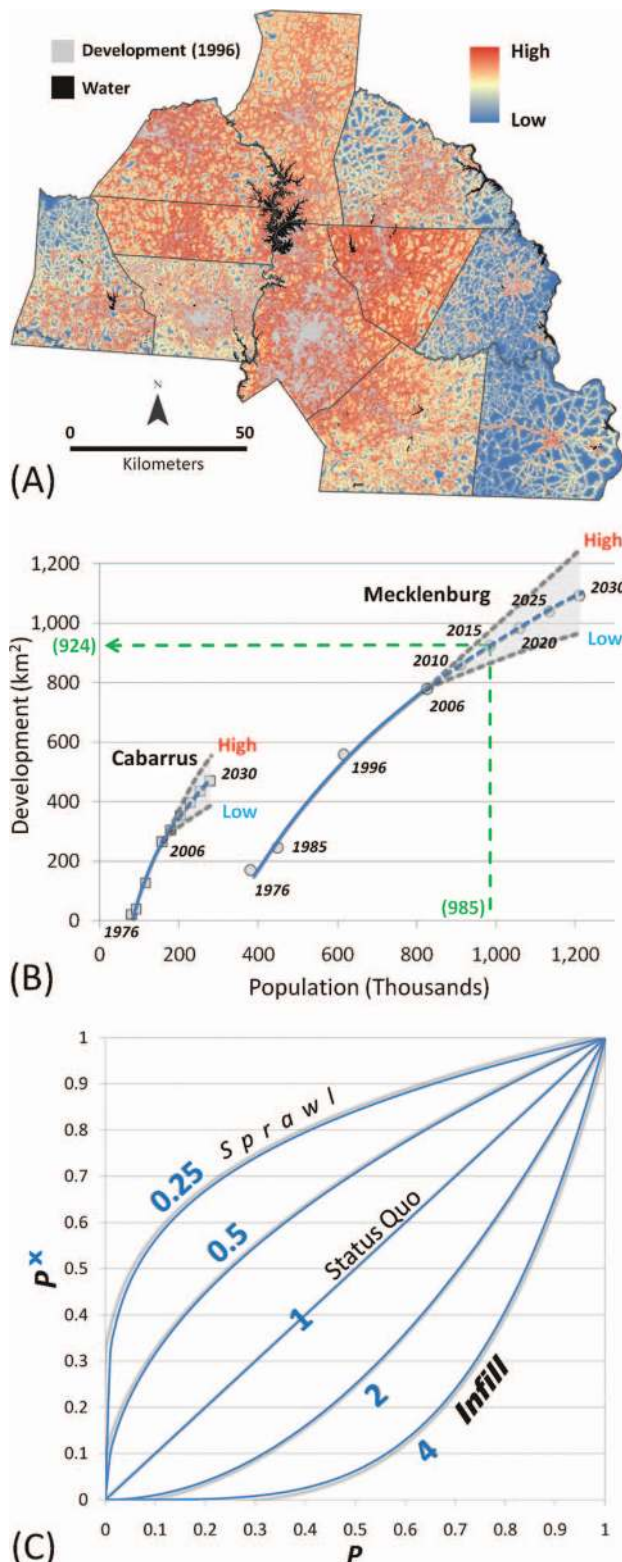 Development (1996)
Water
High
Low
N
0 50
Kilometers
(A)
1,200
1,000
800
600
400
200
0
Development (km²)
High
Mecklenburg
2030
2025
2015
(924)
Low
2010
2020
2006
High
Cabarrus
2030
1996
Low
2006
1985
1976
(985)
1976
0 200 400 600 800 1,000 1,200
Population (Thousands)
(B)
1
0.9
0.8
0.7
0.6
0.5
0.4
0.3
0.2
0.1
0
P^x
Sprawl
0.25
0.5
Status Quo
1
2
Infill
4
0 0.1 0.2 0.3 0.4 0.5 0.6 0.7 0.8 0.9 1
P
(C)